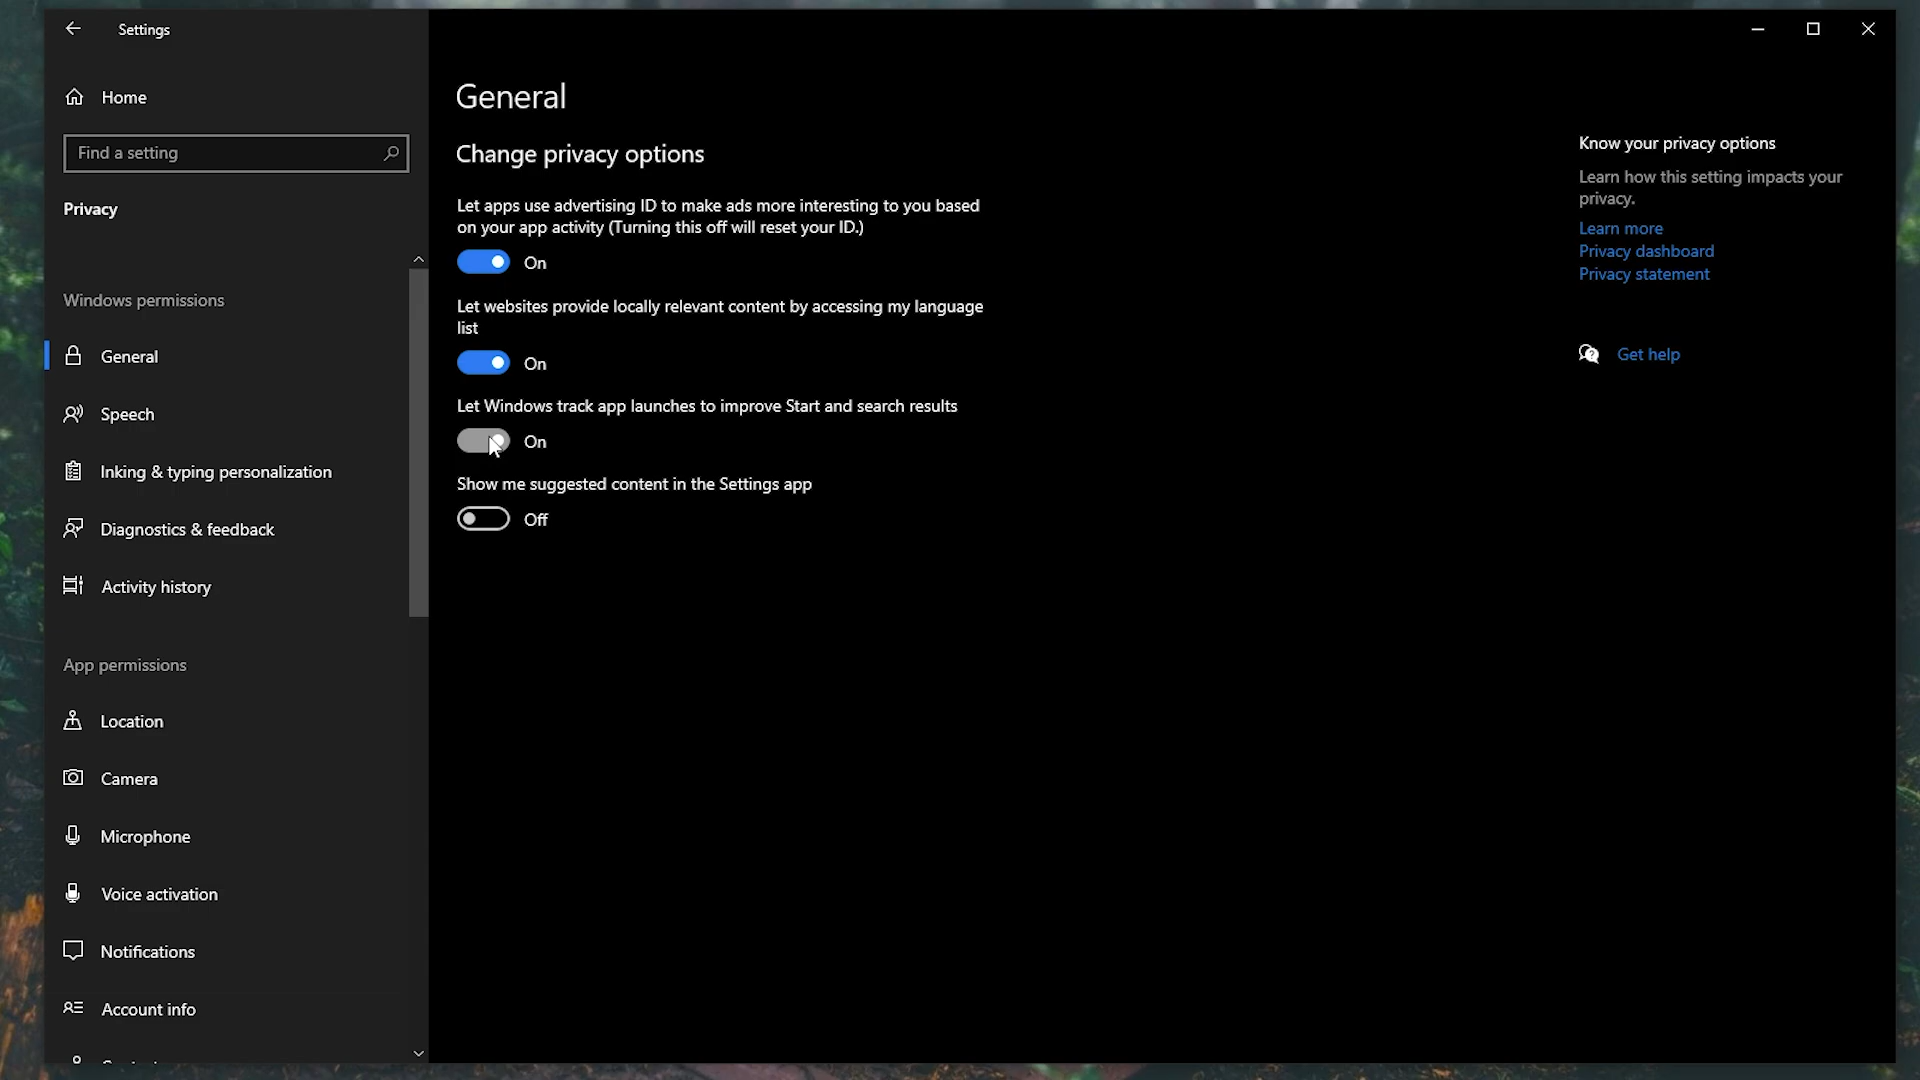 Settings
Home
Find a setting
Privacy
Windows permissions
General
Speech
Inking & typing personalization
Diagnostics & feedback
Activity history
App permissions
Location
Camera
Microphone
Voice activation
Notifications
Account info
General
Change privacy options
Let apps use advertising ID to make ads more interesting to you based
on your app activity (Turning this off will reset your ID.)
On
Let websites provide locally relevant content by accessing my language
list
On
Let Windows track app launches to improve Start and search results
On
Show me suggested content in the Settings app
Off
Know your privacy options
Learn how this setting impacts your
privacy.
Learn more
Privacy dashboard
Privacy statement
Get help